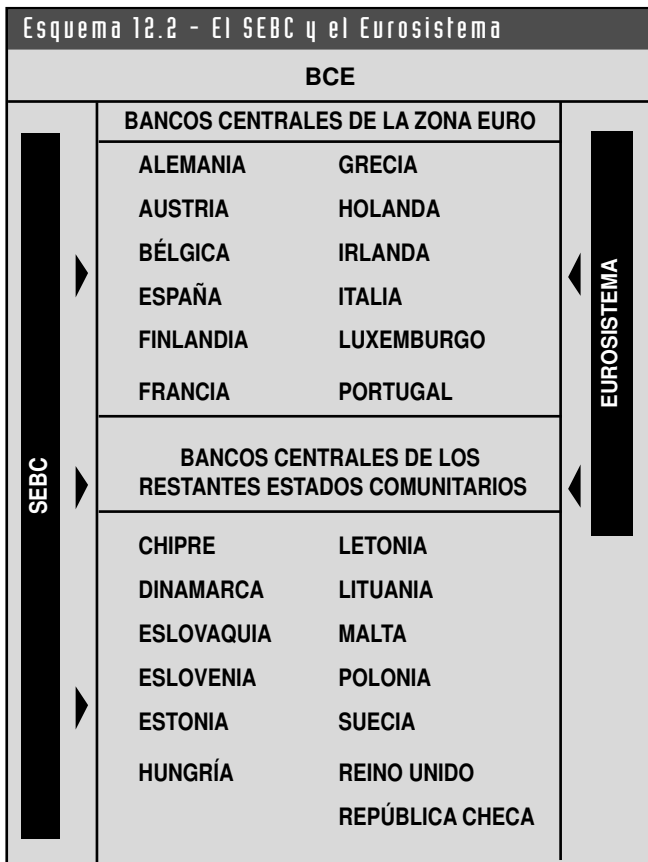 Esquema 12.2 - El SEBC y el Eurosistema
BCE
BANCOS CENTRALES DE LA ZONA EURO
ALEMANIA GRECIA
AUSTRIA HOLANDA
BÉLGICA IRLANDA
ESPAÑA ITALIA
FINLANDIA LUXEMBURGO
FRANCIA PORTUGAL
BANCOS CENTRALES DE LOS
RESTANTES ESTADOS COMUNITARIOS
CHIPRE LETONIA
DINAMARCA LITUANIA
ESLOVAQUIA MALTA
ESLOVENIA POLONIA
ESTONIA SUECIA
HUNGRÍA REINO UNIDO
REPÚBLICA CHECA
SEBC
EUROSISTEMA